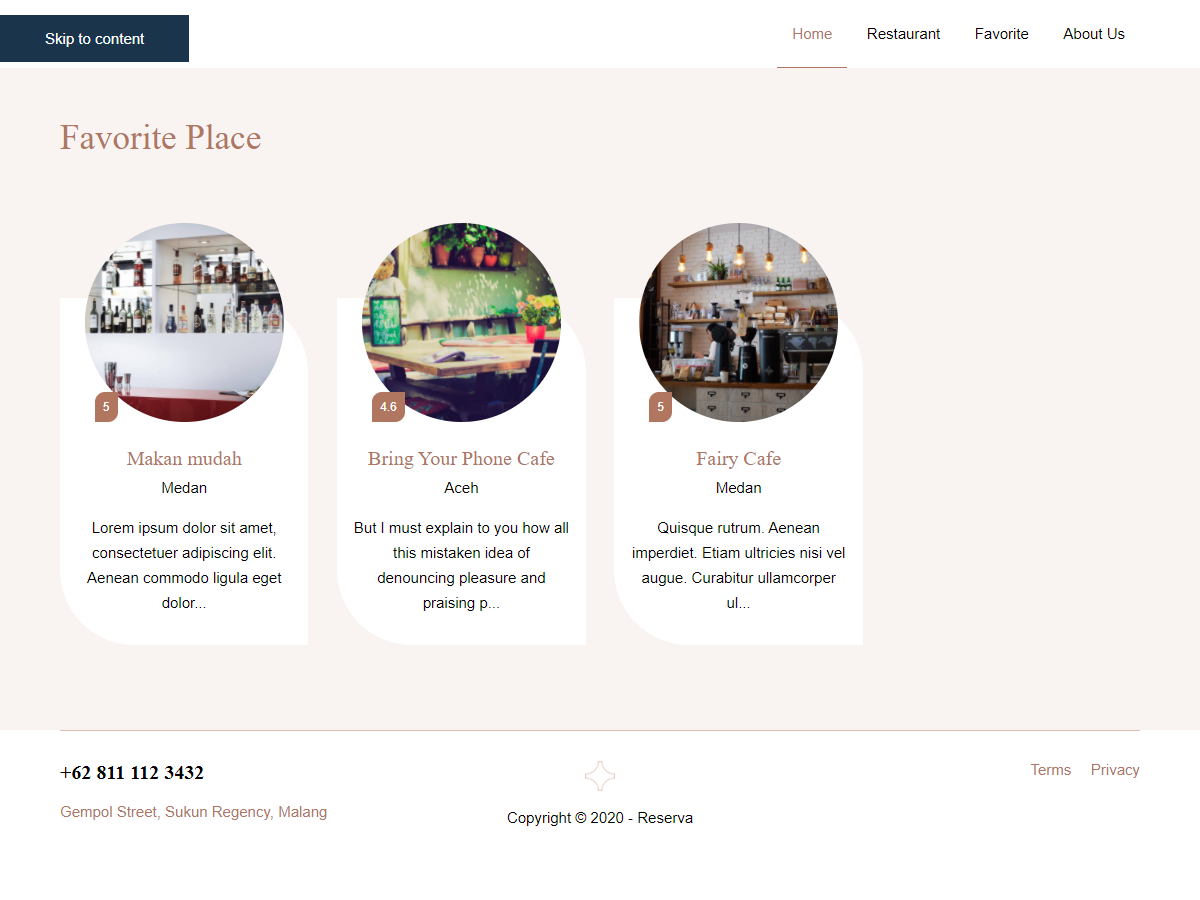 Skip to content
Home Restaurant Favorite About Us
Favorite Place
5
Makan mudah
Medan
Lorem ipsum dolor sit amet,
consectetuer adipiscing elit.
Aenean commodo ligula eget
dolor...
4.6
Bring Your Phone Cafe
Aceh
But I must explain to you how all
this mistaken idea of
denouncing pleasure and
praising p...
5
Fairy Cafe
Medan
Quisque rutrum. Aenean
imperdiet. Etiam ultricies nisi vel
augue. Curabitur ullamcorper
ul...
+62 811 112 3432
Gempol Street, Sukun Regency, Malang
Copyright © 2020 - Reserva
Terms Privacy